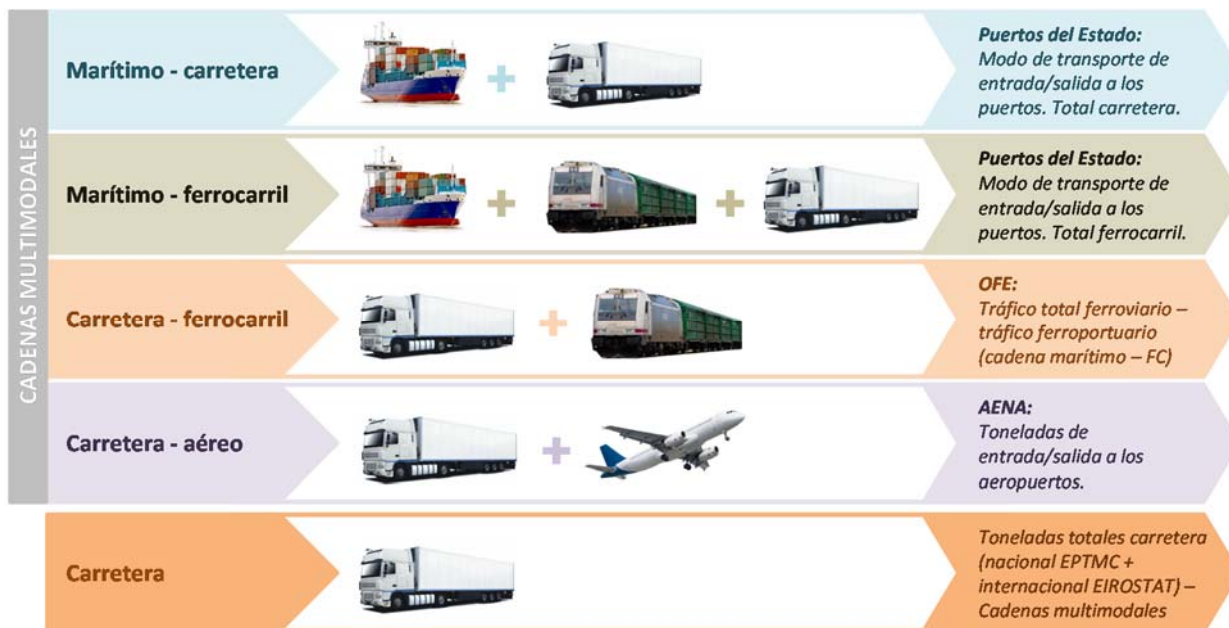 CADENAS MULTIMODALES
Marítimo - carretera
Puertos del Estado:
Modo de transporte de
entrada/salida a los
puertos. Total carretera.
Marítimo - ferrocarril
Puertos del Estado:
Modo de transporte de
entrada/salida a los
puertos. Total ferrocarril.
Carretera - ferrocarril
OFE:
Tráfico total ferroviario –
tráfico ferroportuario
(cadena marítimo – FC)
Carretera - aéreo
AENA:
Toneladas de
entrada/salida a los
aeropuertos.
Carretera
Toneladas totales carretera
(nacional EPTMC +
internacional EIROSTAT) –
Cadenas multimodales